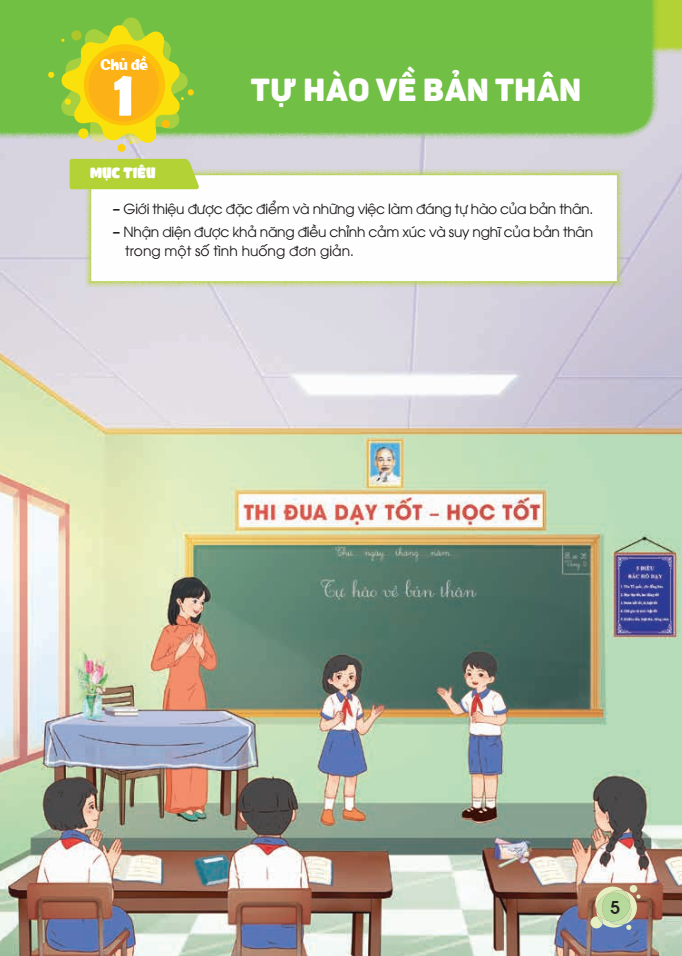 Chủ đề
1
TỰ HÀO VỀ BẢN THÂN
MỤC TIÊU
– Giới thiệu được đặc điểm và những việc làm đáng tự hào của bản thân.
– Nhận diện được khả năng điều chỉnh cảm xúc và suy nghĩ của bản thân
trong một số tình huống đơn giản.
THI ĐUA DẠY TỐT – HỌC TỐT
Thứ ngày tháng năm
Tự hào về bản thân
5 ĐIỀU
BÁC HỒ DẠY
5